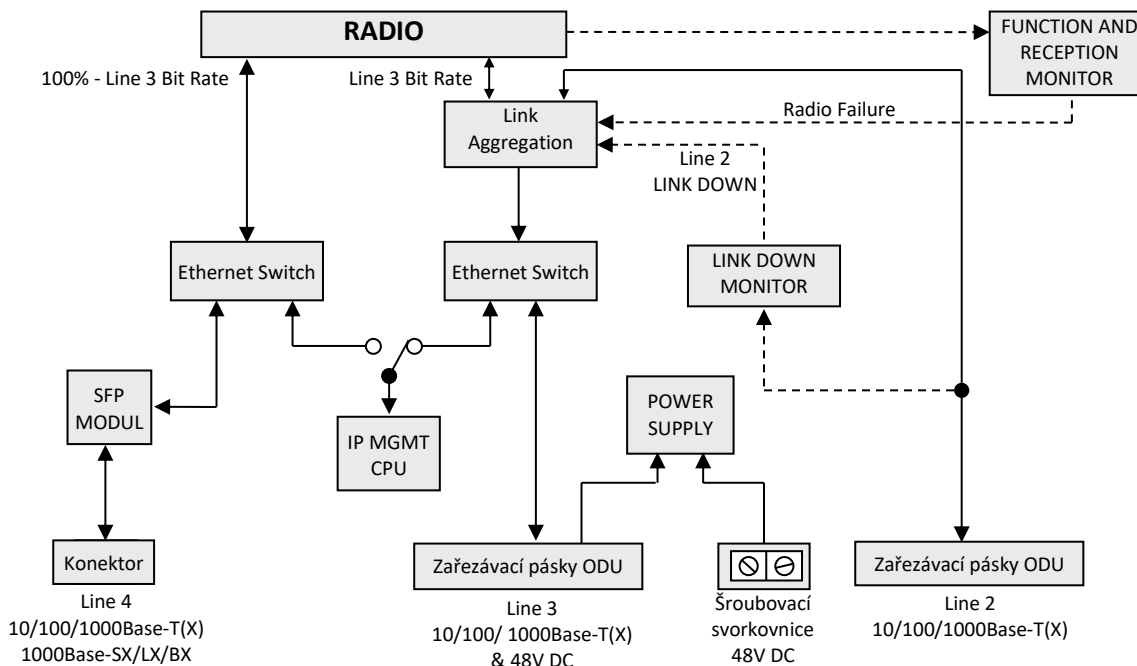 RADIO
FUNCTION AND
RECEPTION
MONITOR
100% - Line 3 Bit Rate
Line 3 Bit Rate
Link
Aggregation
Radio Failure
Line 2
LINK DOWN
Ethernet Switch
Ethernet Switch
LINK DOWN
MONITOR
SFP
MODUL
IP MGMT
CPU
POWER
SUPPLY
Konektor
Zařezávací pásky ODU
Zařezávací pásky ODU
Line 4
10/100/1000Base-T(X)
1000Base-SX/LX/BX
Line 3
10/100/ 1000Base-T(X)
& 48V DC
Šroubovací
svorkovnice
48V DC
Line 2
10/100/1000Base-T(X)